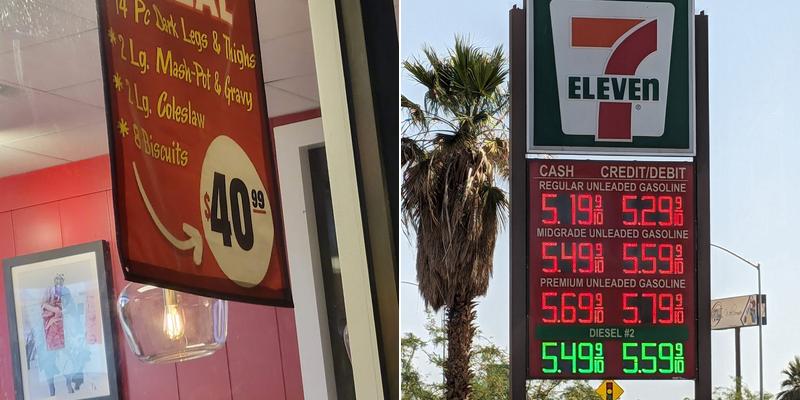 14 Pc Dark Legs & Thighs
* 2 Lg. Mash-Pot & Gravy
* 2 Lg. Coleslaw
* 8 Biscuits
$40 99
7
ELEVEn
®
CASH CREDIT/DEBIT
REGULAR UNLEADED GASOLINE
5.19 9/10 5.29 9/10
MIDGRADE UNLEADED GASOLINE
5.49 9/10 5.59 9/10
PREMIUM UNLEADED GASOLINE
5.69 9/10 5.79 9/10
DIESEL #2
5.49 9/10 5.59 9/10